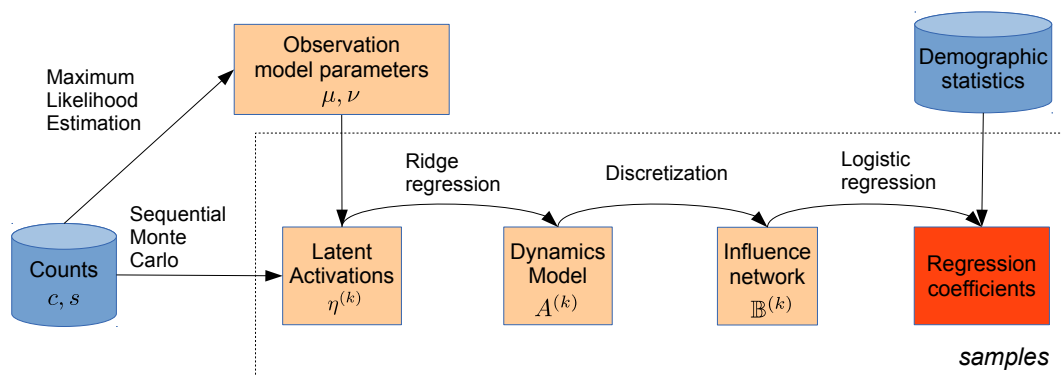 Observation
model parameters
μ, ν
Demographic
statistics
Maximum
Likelihood
Estimation
Ridge
regression
Discretization
Logistic
regression
Sequential
Monte
Carlo
Counts
c, s
Latent
Activations
η^(k)
Dynamics
Model
A^(k)
Influence
network
𝔹^(k)
Regression
coefficients
samples